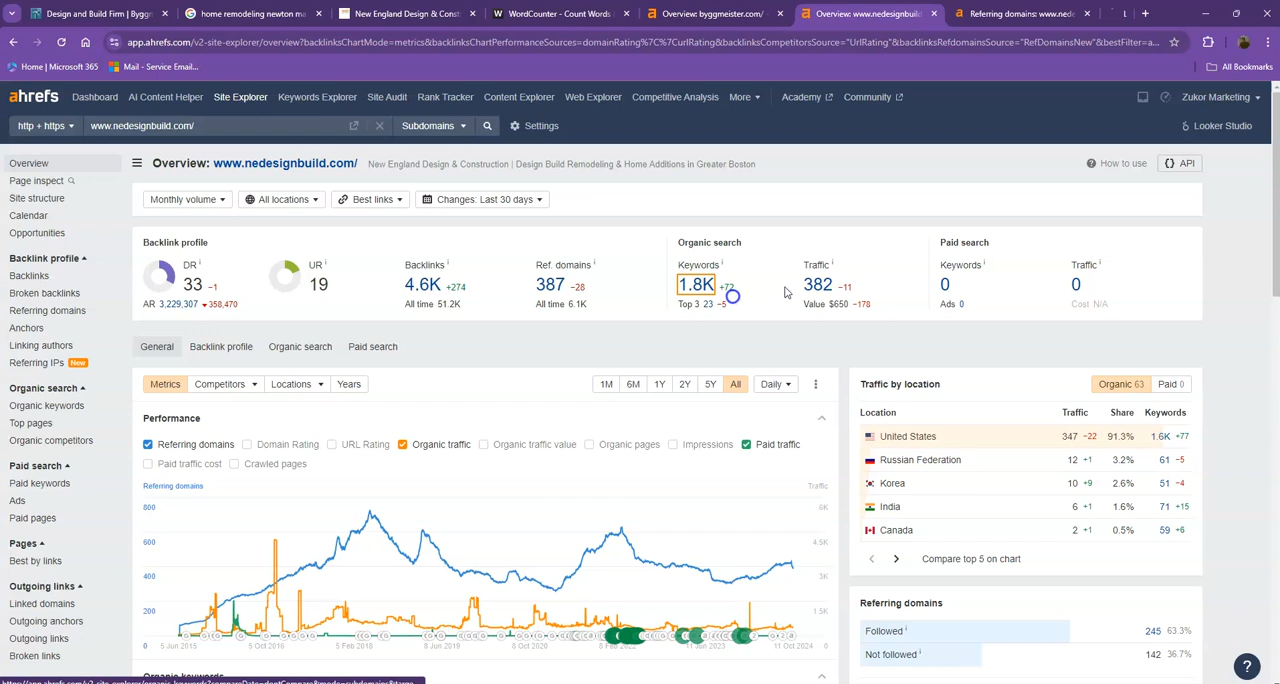 Design and Build Firm | Byggm
home remodeling newton ma
New England Design & Const
WordCounter - Count Words &
Overview: byggmeister.com/
Overview: www.nedesignbuild
Referring domains: www.nede
app.ahrefs.com/v2-site-explorer/overview?backlinksChartMode=metrics&backlinksChartPerformanceSources=domainRating%7C%7CurlRating&backlinksCompetitorsSource="UrlRating"&backlinksRefdomainsSource="RefDomainsNew"&bestFilter=a...
Home | Microsoft 365
Mail - Service Email...
All Bookmarks
ahrefs
Dashboard AI Content Helper Site Explorer Keywords Explorer Site Audit Rank Tracker Content Explorer Web Explorer Competitive Analysis More Academy Community Zukor Marketing
http + https www.nedesignbuild.com/ Subdomains Settings Looker Studio
Overview
Page inspect
Site structure
Calendar
Opportunities
Backlink profile
Backlinks
Broken backlinks
Referring domains
Anchors
Linking authors
Referring IPs New
Organic search
Organic keywords
Top pages
Organic competitors
Paid search
Paid keywords
Ads
Paid pages
Pages
Best by links
Outgoing links
Linked domains
Outgoing anchors
Outgoing links
Broken links
Overview: www.nedesignbuild.com/ New England Design & Construction | Design Build Remodeling & Home Additions in Greater Boston How to use {} API
Monthly volume All locations Best links Changes: Last 30 days
Backlink profile
DR i
33 -1
AR 3,229,307 358,470
UR i
19
Backlinks i
4.6K +274
All time 51.2K
Ref. domains i
387 -28
All time 6.1K
Organic search
Keywords i
1.8K +72
Top 3 23 -5
Traffic i
382 -11
Value $650 -178
Paid search
Keywords i
0
Ads 0
Traffic i
0
Cost N/A
General Backlink profile Organic search Paid search
Metrics Competitors Locations Years 1M 6M 1Y 2Y 5Y All Daily
Performance
Referring domains Domain Rating URL Rating Organic traffic Organic traffic value Organic pages Impressions Paid traffic
Paid traffic cost Crawled pages
Referring domains Traffic
800 6K
600 4.5K
400 3K
200 1.5K
0 5 Jun 2015 5 Oct 2016 5 Feb 2018 8 Jun 2019 8 Oct 2020 8 Feb 2022 11 Jun 2023 11 Oct 2024 0
Traffic by location Organic 63 Paid 0
Location Traffic Share Keywords
United States 347 -22 91.3% 1.6K +77
Russian Federation 12 +1 3.2% 61 -5
Korea 10 +9 2.6% 51 -4
India 6 +1 1.6% 71 +15
Canada 2 +1 0.5% 59 +6
Compare top 5 on chart
Referring domains
Followed i 245 63.3%
Not followed i 142 36.7%